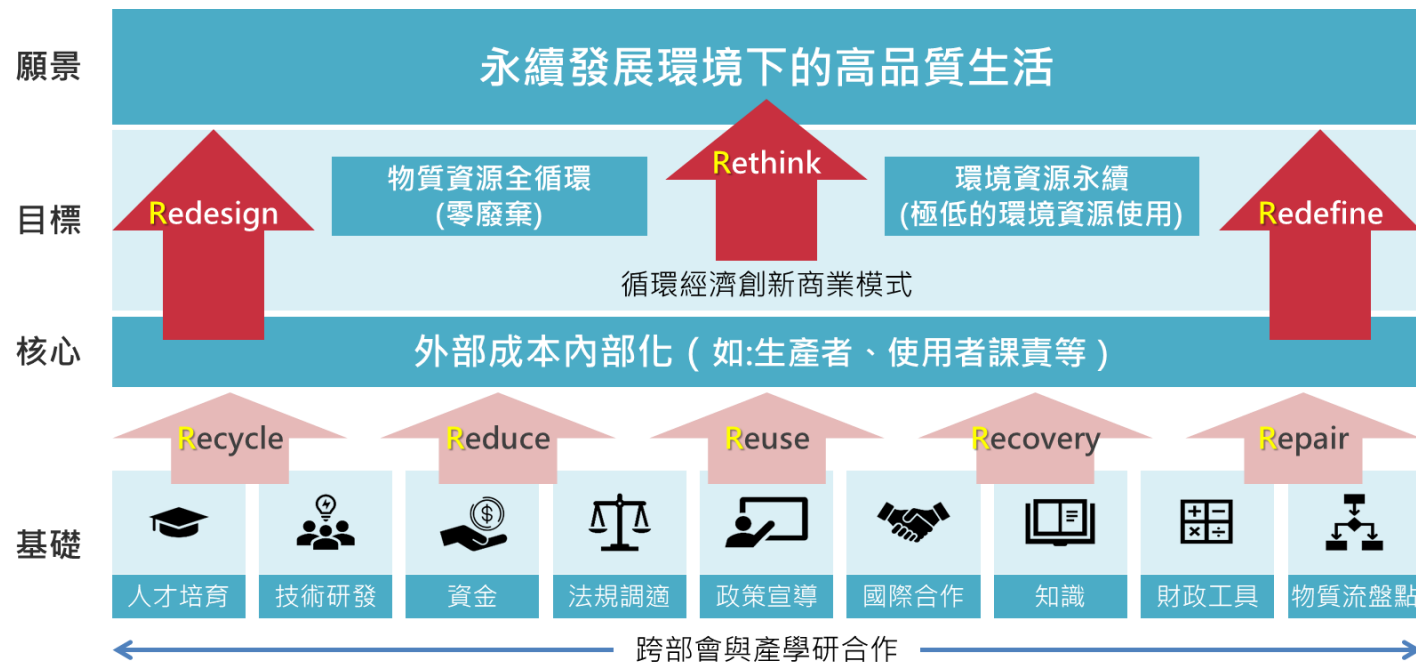 願景
永續發展環境下的高品質生活
目標
Redesign
物質資源全循環
(零廢棄)
Rethink
環境資源永續
(極低的環境資源使用)
Redefine
循環經濟創新商業模式
核心
外部成本內部化(如:生產者、使用者課責等)
Recycle
Reduce
Reuse
Recovery
Repair
基礎
人才培育
技術研發
資金
法規調適
政策宣導
國際合作
知識
財政工具
物質流盤點
跨部會與產學研合作